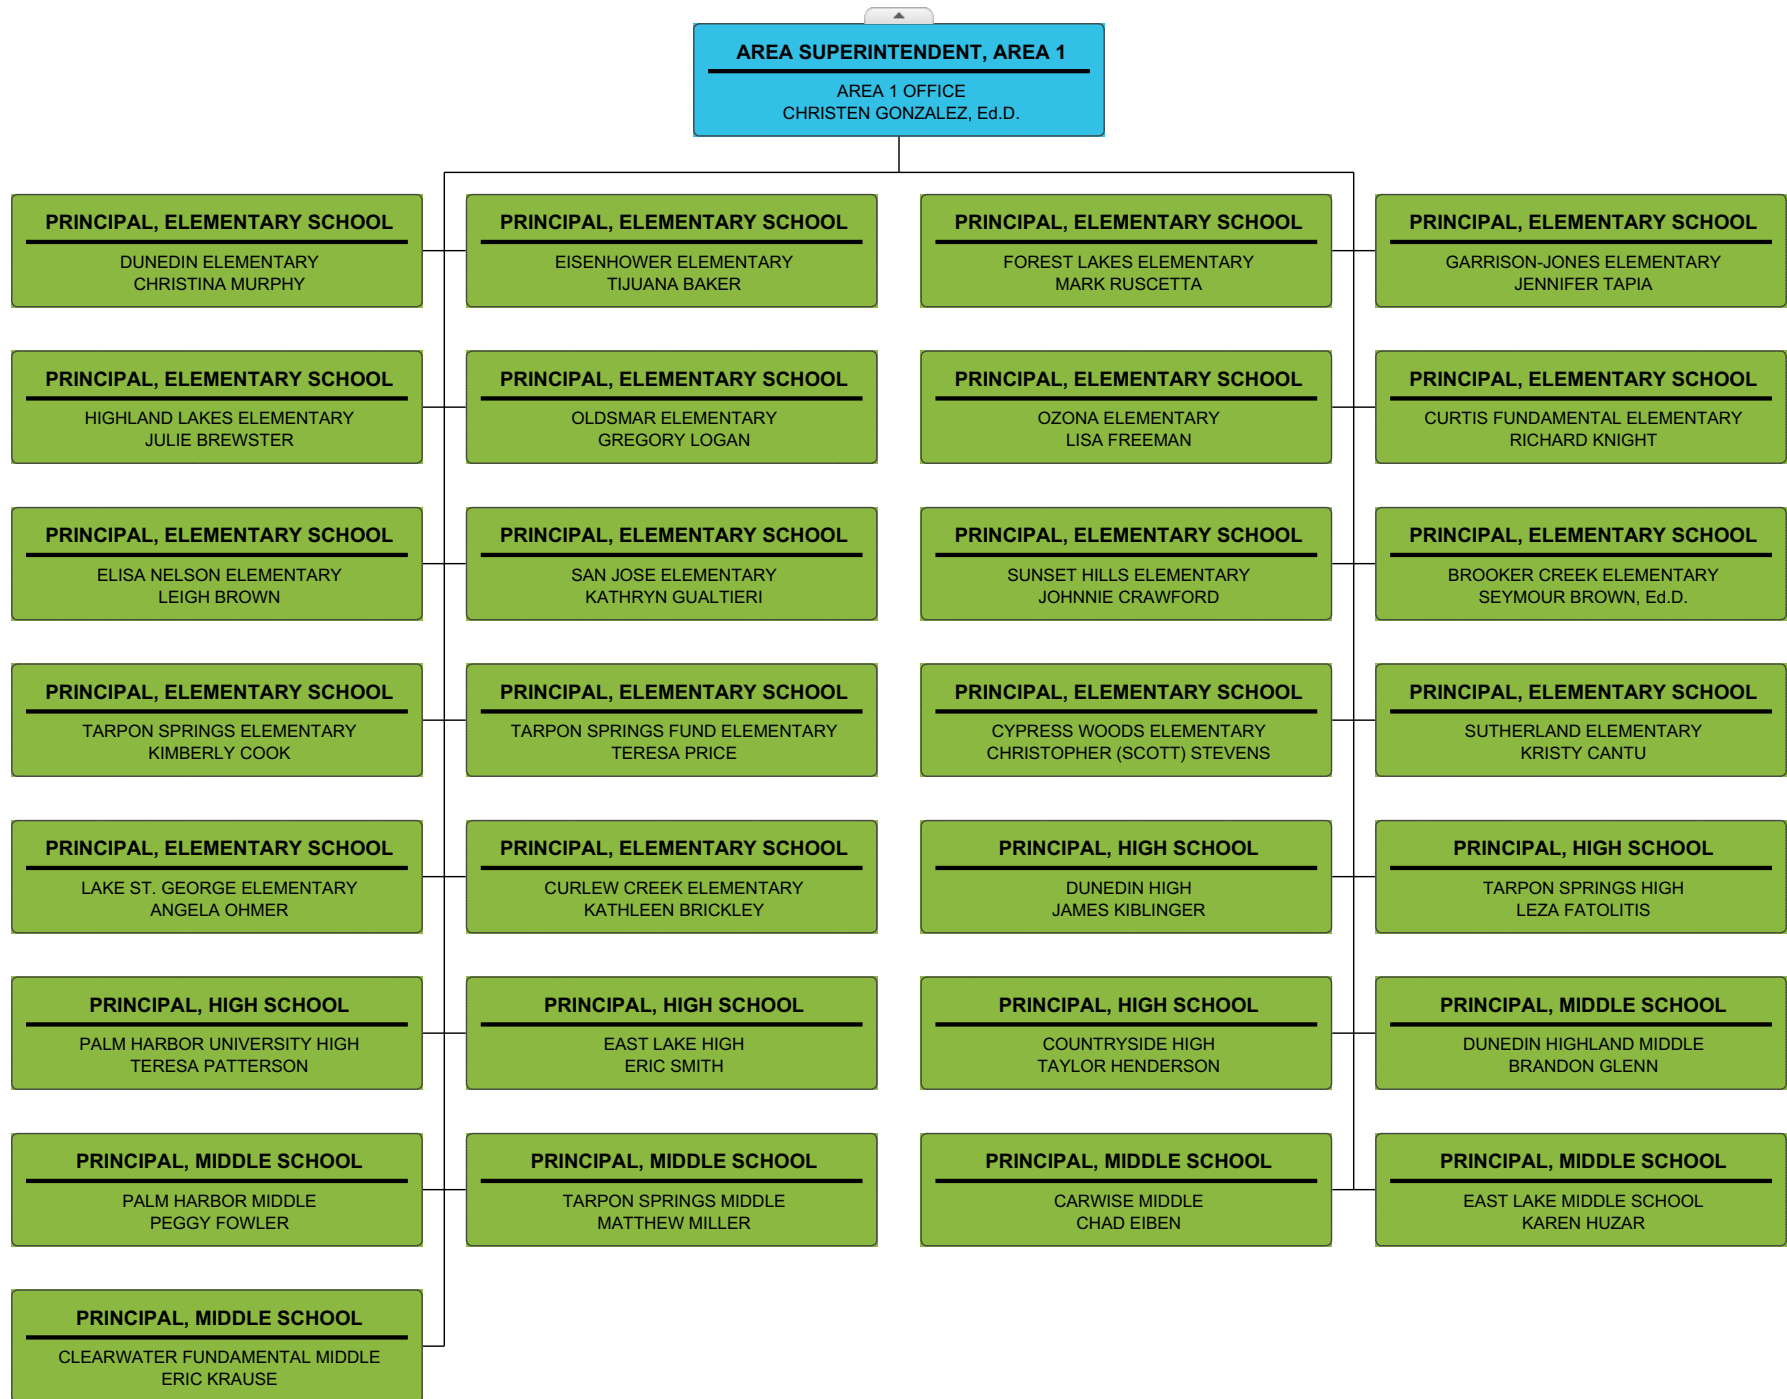 AREA SUPERINTENDENT, AREA 1
AREA 1 OFFICE
CHRISTEN GONZALEZ, Ed.D.
PRINCIPAL, ELEMENTARY SCHOOL
DUNEDIN ELEMENTARY
CHRISTINA MURPHY
PRINCIPAL, ELEMENTARY SCHOOL
EISENHOWER ELEMENTARY
TIJUANA BAKER
PRINCIPAL, ELEMENTARY SCHOOL
FOREST LAKES ELEMENTARY
MARK RUSCETTA
PRINCIPAL, ELEMENTARY SCHOOL
GARRISON-JONES ELEMENTARY
JENNIFER TAPIA
PRINCIPAL, ELEMENTARY SCHOOL
HIGHLAND LAKES ELEMENTARY
JULIE BREWSTER
PRINCIPAL, ELEMENTARY SCHOOL
OLDSMAR ELEMENTARY
GREGORY LOGAN
PRINCIPAL, ELEMENTARY SCHOOL
OZONA ELEMENTARY
LISA FREEMAN
PRINCIPAL, ELEMENTARY SCHOOL
CURTIS FUNDAMENTAL ELEMENTARY
RICHARD KNIGHT
PRINCIPAL, ELEMENTARY SCHOOL
ELISA NELSON ELEMENTARY
LEIGH BROWN
PRINCIPAL, ELEMENTARY SCHOOL
SAN JOSE ELEMENTARY
KATHRYN GUALTIERI
PRINCIPAL, ELEMENTARY SCHOOL
SUNSET HILLS ELEMENTARY
JOHNNIE CRAWFORD
PRINCIPAL, ELEMENTARY SCHOOL
BROOKER CREEK ELEMENTARY
SEYMOUR BROWN, Ed.D.
PRINCIPAL, ELEMENTARY SCHOOL
TARPON SPRINGS ELEMENTARY
KIMBERLY COOK
PRINCIPAL, ELEMENTARY SCHOOL
TARPON SPRINGS FUND ELEMENTARY
TERESA PRICE
PRINCIPAL, ELEMENTARY SCHOOL
CYPRESS WOODS ELEMENTARY
CHRISTOPHER (SCOTT) STEVENS
PRINCIPAL, ELEMENTARY SCHOOL
SUTHERLAND ELEMENTARY
KRISTY CANTU
PRINCIPAL, ELEMENTARY SCHOOL
LAKE ST. GEORGE ELEMENTARY
ANGELA OHMER
PRINCIPAL, ELEMENTARY SCHOOL
CURLEW CREEK ELEMENTARY
KATHLEEN BRICKLEY
PRINCIPAL, HIGH SCHOOL
DUNEDIN HIGH
JAMES KIBLINGER
PRINCIPAL, HIGH SCHOOL
TARPON SPRINGS HIGH
LEZA FATOLITIS
PRINCIPAL, HIGH SCHOOL
PALM HARBOR UNIVERSITY HIGH
TERESA PATTERSON
PRINCIPAL, HIGH SCHOOL
EAST LAKE HIGH
ERIC SMITH
PRINCIPAL, HIGH SCHOOL
COUNTRYSIDE HIGH
TAYLOR HENDERSON
PRINCIPAL, MIDDLE SCHOOL
DUNEDIN HIGHLAND MIDDLE
BRANDON GLENN
PRINCIPAL, MIDDLE SCHOOL
PALM HARBOR MIDDLE
PEGGY FOWLER
PRINCIPAL, MIDDLE SCHOOL
TARPON SPRINGS MIDDLE
MATTHEW MILLER
PRINCIPAL, MIDDLE SCHOOL
CARWISE MIDDLE
CHAD EIBEN
PRINCIPAL, MIDDLE SCHOOL
EAST LAKE MIDDLE SCHOOL
KAREN HUZAR
PRINCIPAL, MIDDLE SCHOOL
CLEARWATER FUNDAMENTAL MIDDLE
ERIC KRAUSE